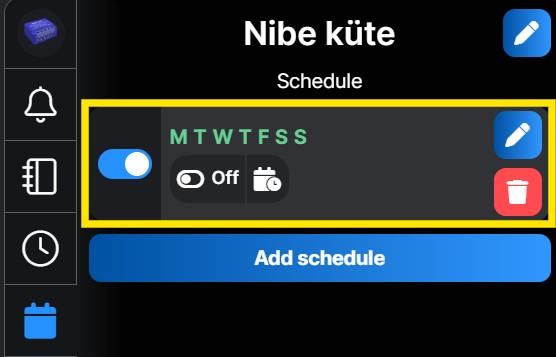 Nibe küte
Schedule
M T W T F S S
Off
Add schedule